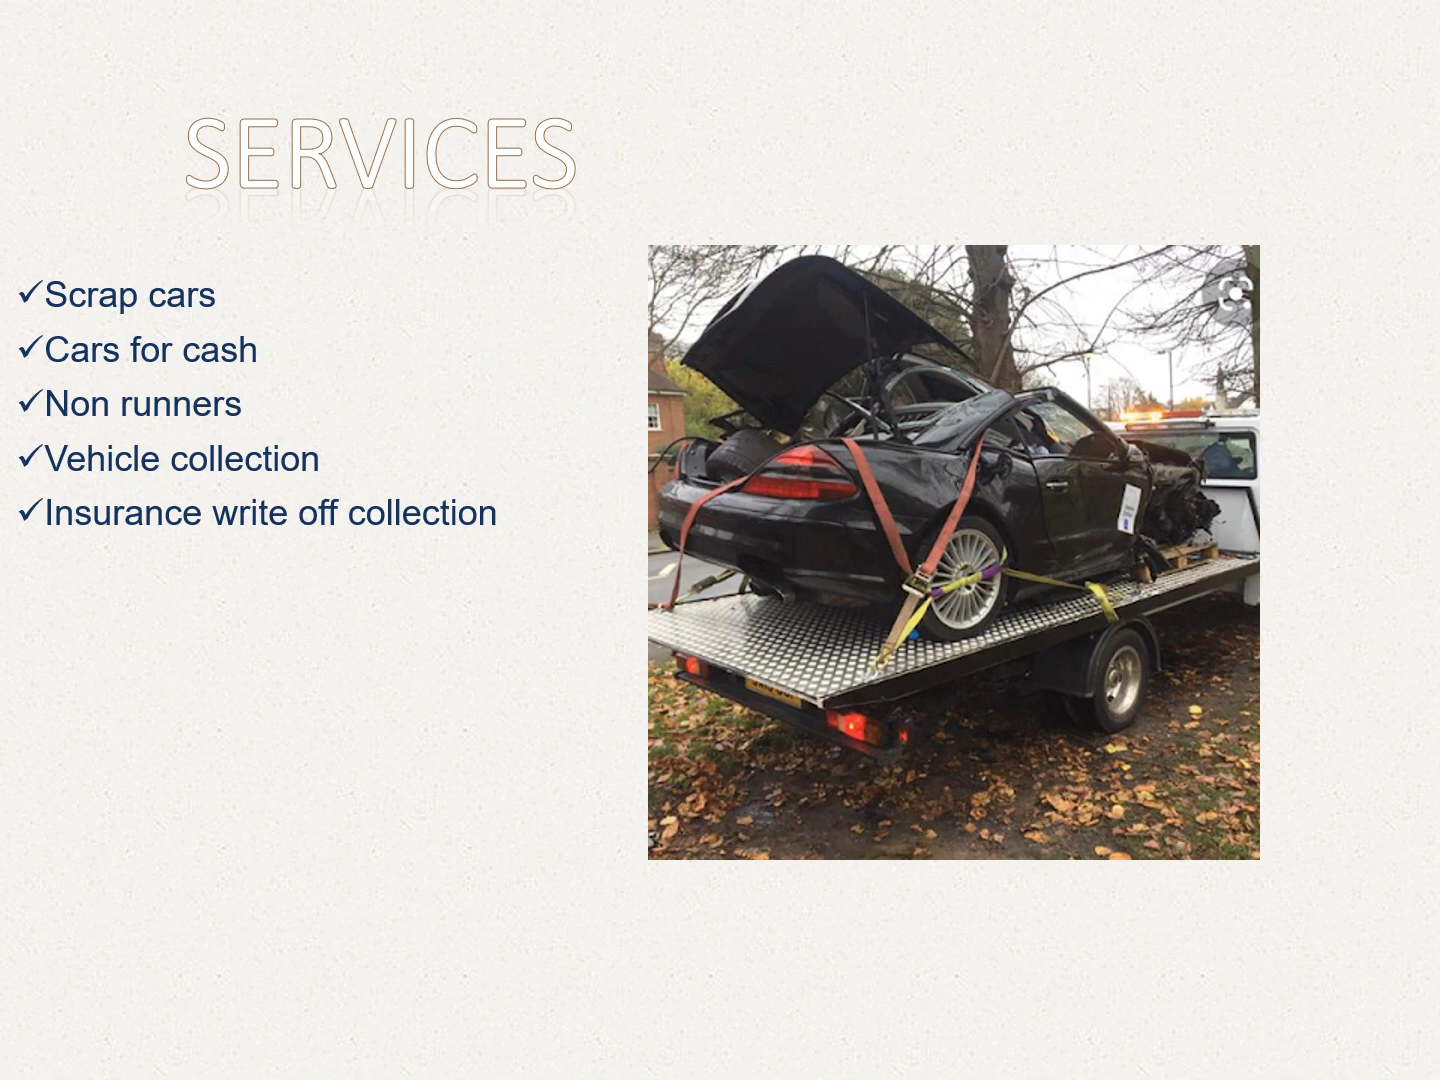 SERVICES
✓Scrap cars
✓Cars for cash
✓Non runners
✓Vehicle collection
✓Insurance write off collection